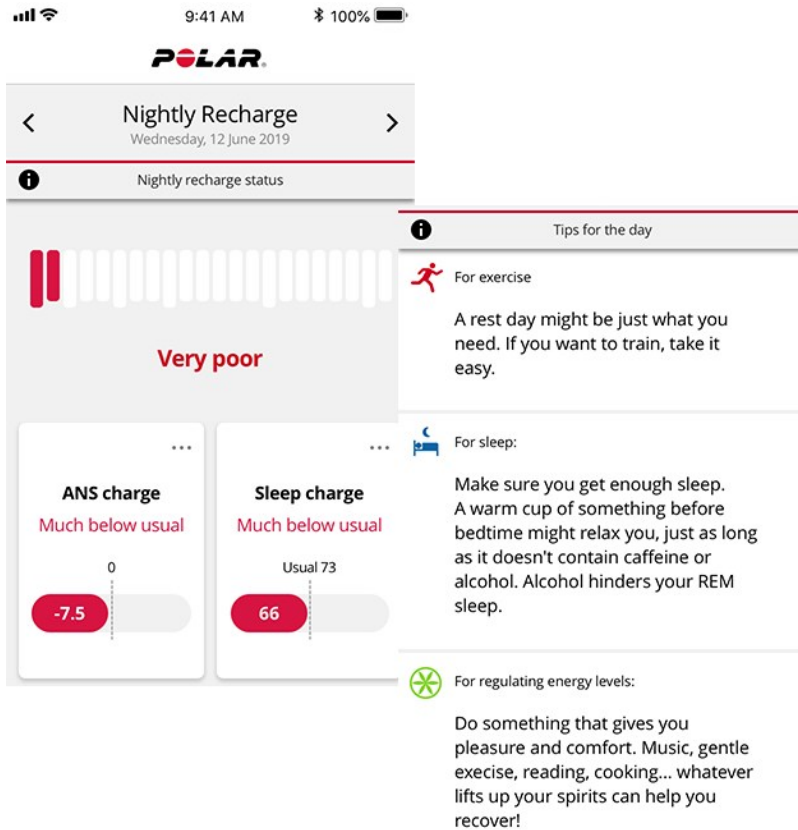 9:41 AM
100%
POLAR
Nightly Recharge
Wednesday, 12 June 2019
Nightly recharge status
Very poor
ANS charge
Much below usual
0
-7.5
Sleep charge
Much below usual
Usual 73
66
Tips for the day
For exercise
A rest day might be just what you
need. If you want to train, take it
easy.
For sleep:
Make sure you get enough sleep.
A warm cup of something before
bedtime might relax you, just as long
as it doesn't contain caffeine or
alcohol. Alcohol hinders your REM
sleep.
For regulating energy levels:
Do something that gives you
pleasure and comfort. Music, gentle
execise, reading, cooking... whatever
lifts up your spirits can help you
recover!